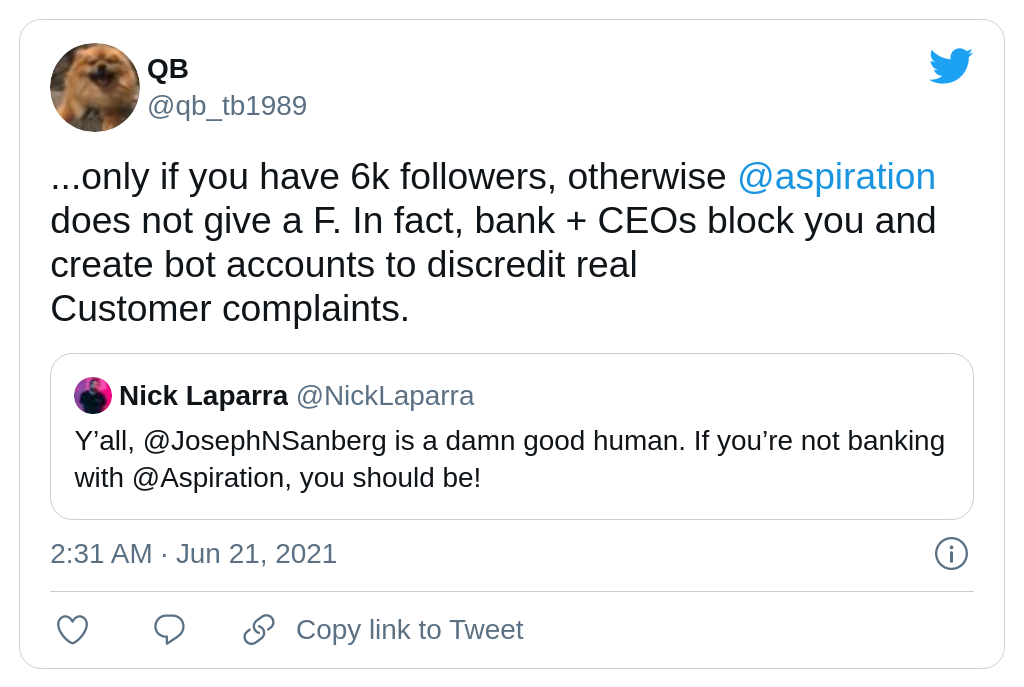 QB
@qb_tb1989
...only if you have 6k followers, otherwise @aspiration
does not give a F. In fact, bank + CEOs block you and
create bot accounts to discredit real
Customer complaints.
Nick Laparra @NickLaparra
Y’all, @JosephNSanberg is a damn good human. If you’re not banking
with @Aspiration, you should be!
2:31 AM · Jun 21, 2021
Copy link to Tweet